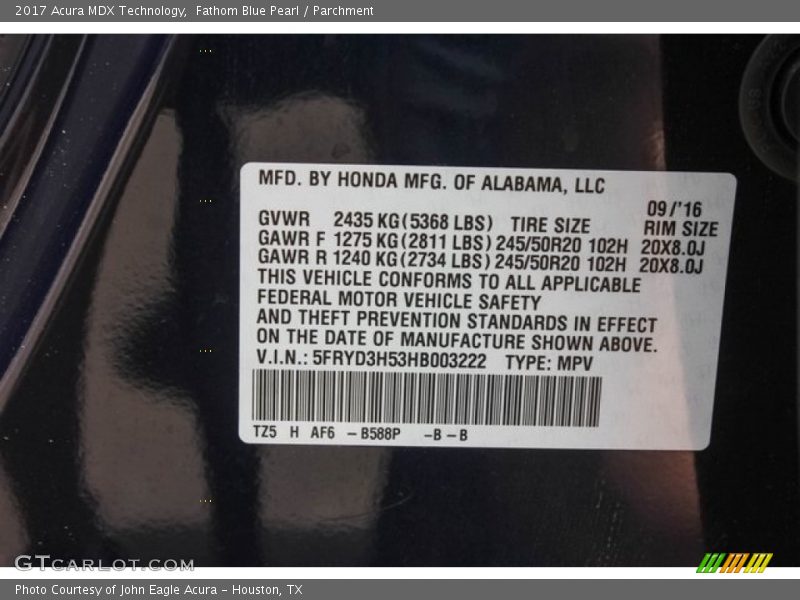 2017 Acura MDX Technology,  Fathom Blue Pearl / Parchment
MFD. BY HONDA MFG. OF ALABAMA, LLC
09/'16
GVWR 2435 KG(5368 LBS) TIRE SIZE RIM SIZE
GAWR F 1275 KG(2811 LBS) 245/50R20 102H 20X8.0J
GAWR R 1240 KG(2734 LBS) 245/50R20 102H 20X8.0J
THIS VEHICLE CONFORMS TO ALL APPLICABLE
FEDERAL MOTOR VEHICLE SAFETY
AND THEFT PREVENTION STANDARDS IN EFFECT
ON THE DATE OF MANUFACTURE SHOWN ABOVE.
V.I.N.: 5FRYD3H53HB003222 TYPE: MPV
TZ5 H AF6 -B588P -B-B
GTCARLOT.COM
Photo Courtesy of John Eagle Acura - Houston, TX